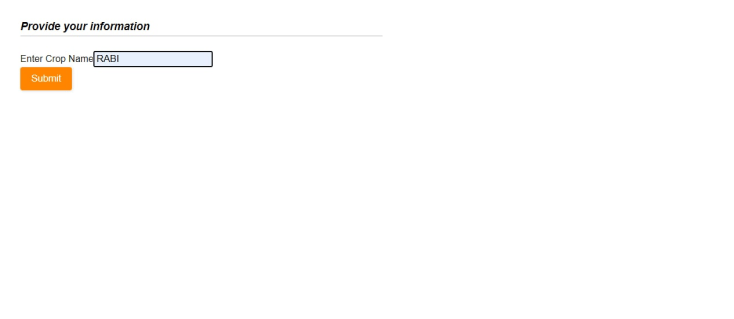 Provide your information
Enter Crop Name RABI
Submit